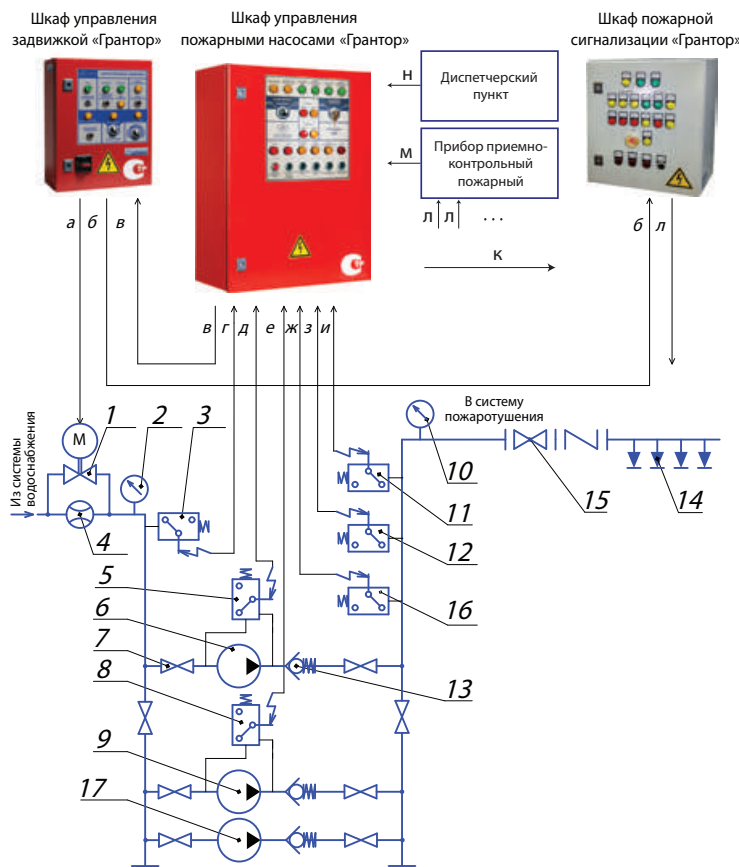 Шкаф управления
задвижкой «Грантор»
Шкаф управления
пожарными насосами «Грантор»
Шкаф пожарной
сигнализации «Грантор»
Н
Диспетчерский
пункт
М
Прибор приемно-
контрольный
пожарный
Л Л ...
К
а б в
б л
в г д е ж з и
Из системы
водоснабжения
В систему
пожаротушения
М
1
2
3
4
5
6
7
8
9
17
10
11
12
16
13
15
14